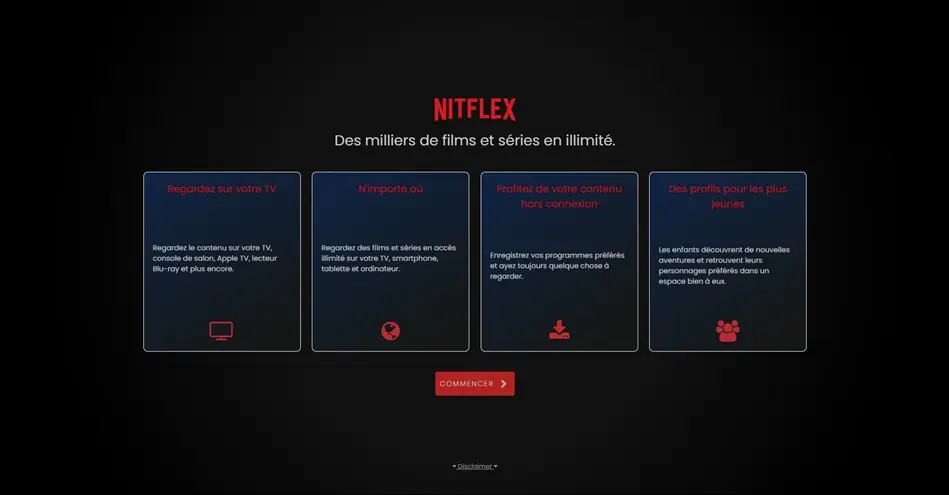 NITFLEX
Des milliers de films et séries en illimité.
Regardez sur votre TV
Regardez le contenu sur votre TV,
console de salon, Apple TV, lecteur
Blu-ray et plus encore.
N'importe où
Regardez des films et séries en accès
illimité sur votre TV, smartphone,
tablette et ordinateur.
Profitez de votre contenu
hors connexion
Enregistrez vos programmes préférés
et ayez toujours quelque chose à
regarder.
Des profils pour les plus
jeunes
Les enfants découvrent de nouvelles
aventures et retrouvent leurs
personnages préférés dans un
espace bien à eux.
COMMENCER
Disclaimer